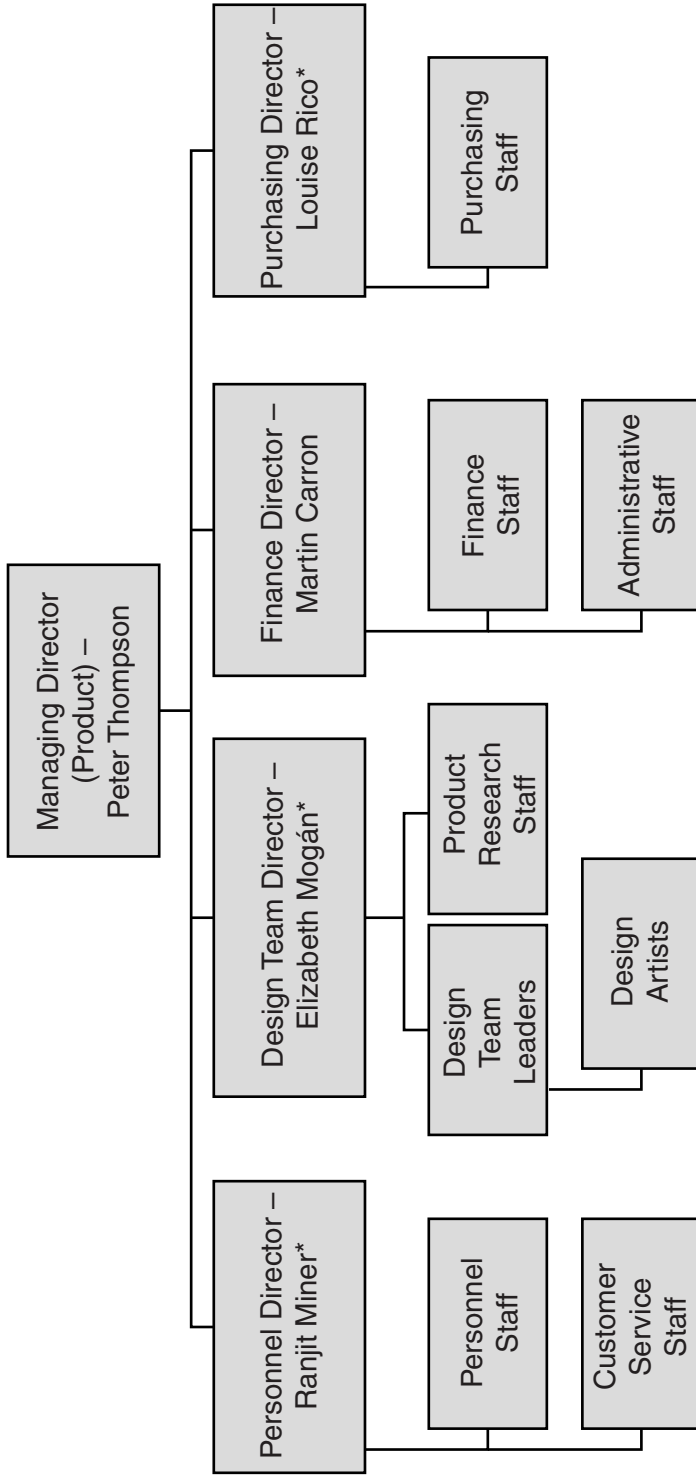 Managing Director
(Product) –
Peter Thompson
Personnel Director –
Ranjit Miner*
Design Team Director –
Elizabeth Mogán*
Finance Director –
Martin Carron
Purchasing Director –
Louise Rico*
Personnel
Staff
Customer
Service
Staff
Design
Team
Leaders
Product
Research
Staff
Design
Artists
Finance
Staff
Administrative
Staff
Purchasing
Staff